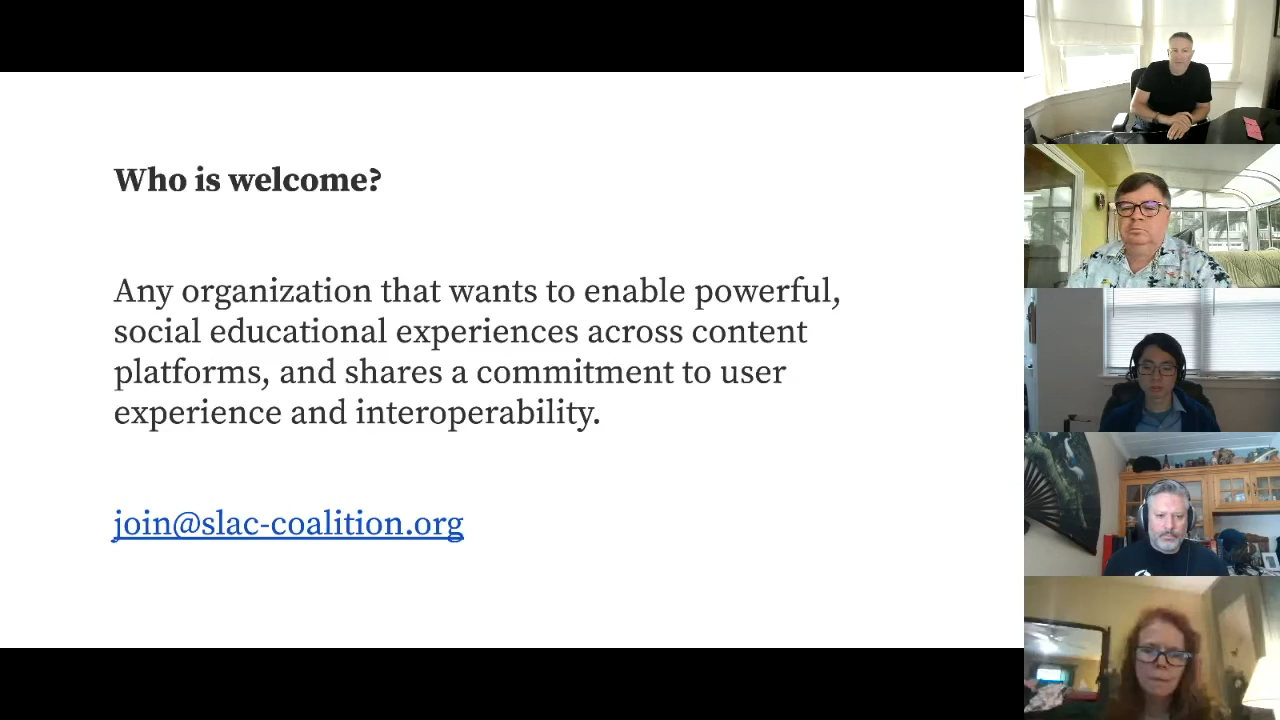 Who is welcome?
Any organization that wants to enable powerful,
social educational experiences across content
platforms, and shares a commitment to user
experience and interoperability.
join@slac-coalition.org